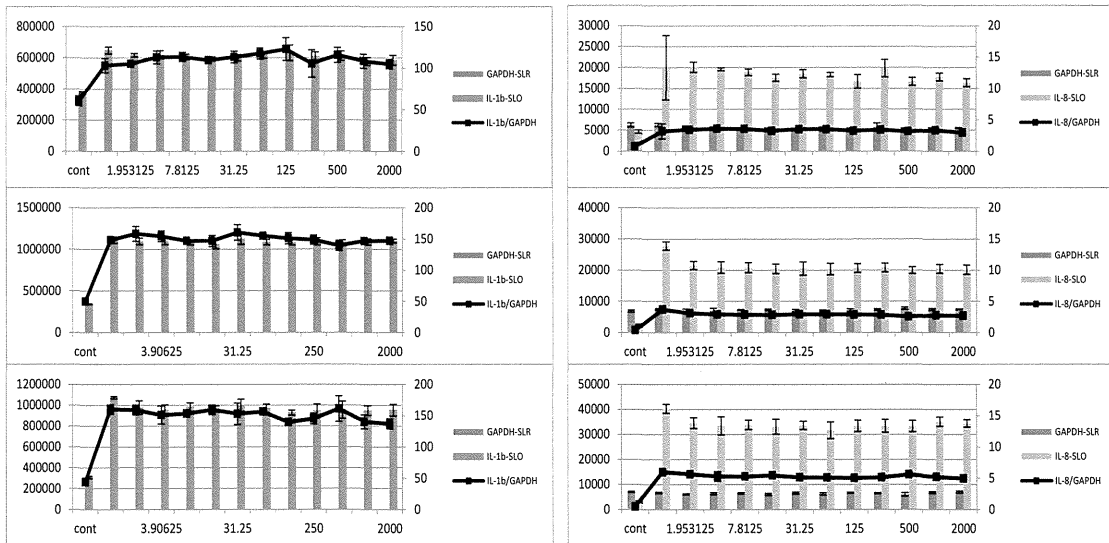 800000
700000
600000
500000
400000
300000
200000
100000
0
150
100
50
0
cont 1.953125 7.8125 31.25 125 500 2000
GAPDH-SLR
IL-1b-SLO
IL-1b/GAPDH
30000
25000
20000
15000
10000
5000
0
20
15
10
5
0
cont 1.953125 7.8125 31.25 125 500 2000
GAPDH-SLR
IL-8-SLO
IL-8/GAPDH
1500000
1000000
500000
0
200
150
100
50
0
cont 3.90625 31.25 250 2000
GAPDH-SLR
IL-1b-SLO
IL-1b/GAPDH
40000
30000
20000
10000
0
20
15
10
5
0
cont 1.953125 7.8125 31.25 125 500 2000
GAPDH-SLR
IL-8-SLO
IL-8/GAPDH
1200000
1000000
800000
600000
400000
200000
0
200
150
100
50
0
cont 3.90625 31.25 250 2000
GAPDH-SLR
IL-1b-SLO
IL-1b/GAPDH
50000
40000
30000
20000
10000
0
20
15
10
5
0
cont 1.953125 7.8125 31.25 125 500 2000
GAPDH-SLR
IL-8-SLO
IL-8/GAPDH